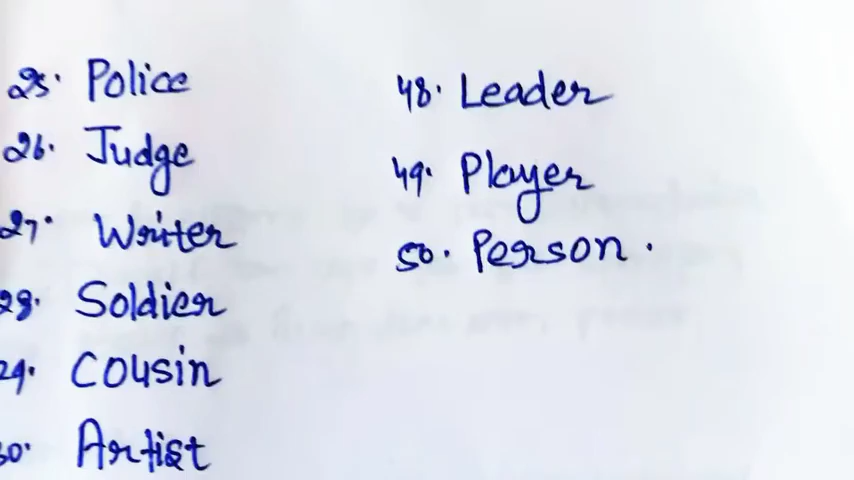 25. Police
26. Judge
27. Writer
28. Soldier
29. Cousin
30. Artist
48. Leader
49. Player
50. Person.